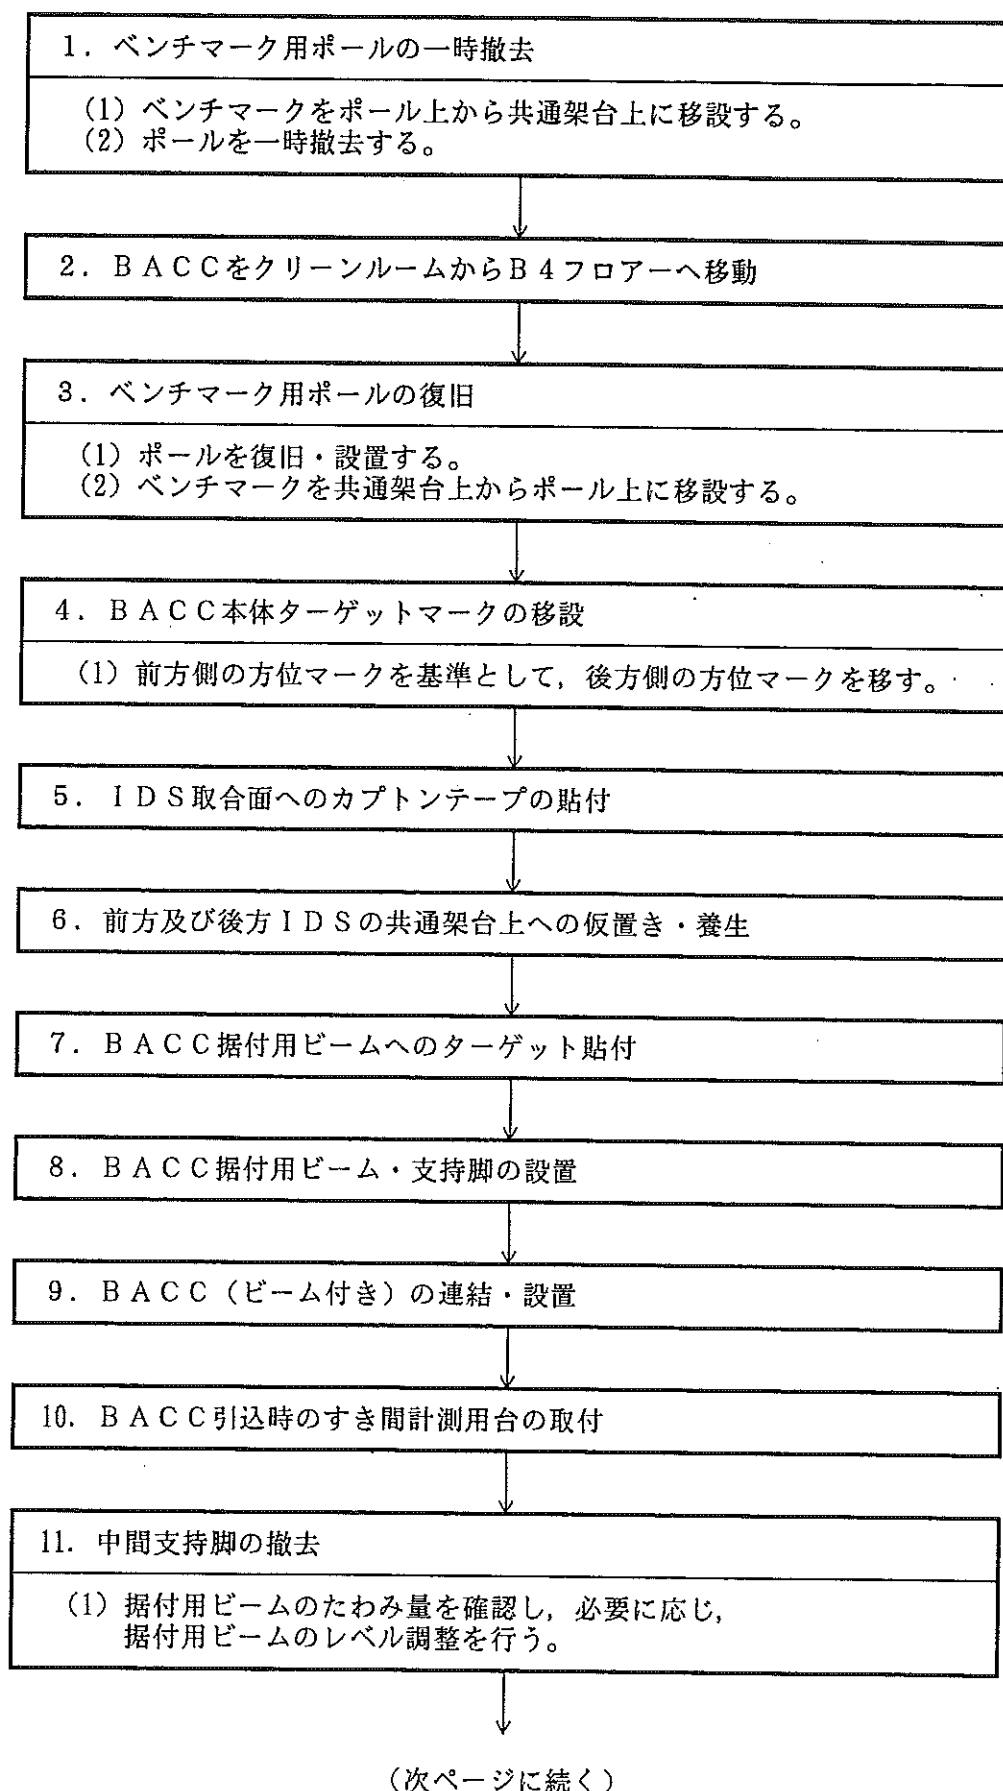 1. ベンチマーク用ポールの一時撤去
(1) ベンチマークをポール上から共通架台上に移設する。
(2) ポールを一時撤去する。
2. BACCをクリーンルームからB4フロアーへ移動
3. ベンチマーク用ポールの復旧
(1) ポールを復旧・設置する。
(2) ベンチマークを共通架台上からポール上に移設する。
4. BACC本体ターゲットマークの移設
(1) 前方側の方位マークを基準として,後方側の方位マークを移す。
5. IDS取合面へのカプトンテープの貼付
6. 前方及び後方IDSの共通架台上への仮置き・養生
7. BACC据付用ビームへのターゲット貼付
8. BACC据付用ビーム・支持脚の設置
9. BACC(ビーム付き)の連結・設置
10. BACC引込時のすき間計測用台の取付
11. 中間支持脚の撤去
(1) 据付用ビームのたわみ量を確認し,必要に応じ,
据付用ビームのレベル調整を行う。
(次ページに続く)